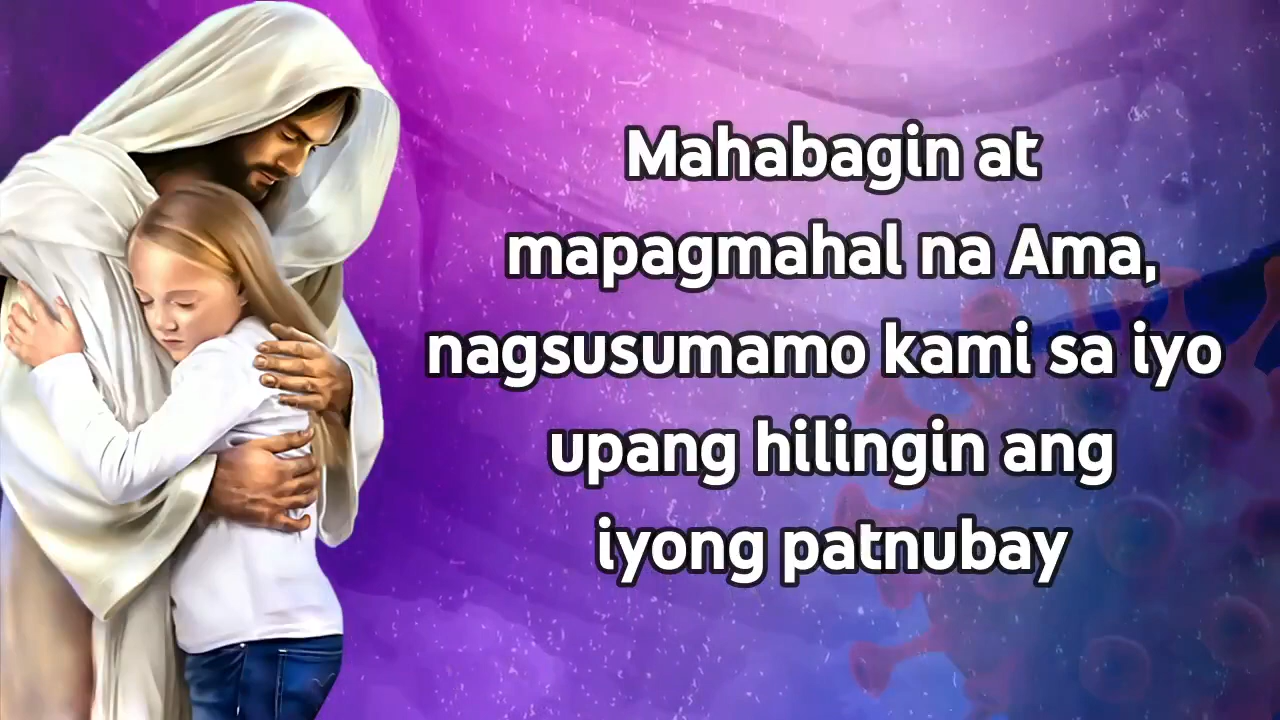 Mahabagin at
mapagmahal na Ama,
nagsusumamo kami sa iyo
upang hilingin ang
iyong patnubay